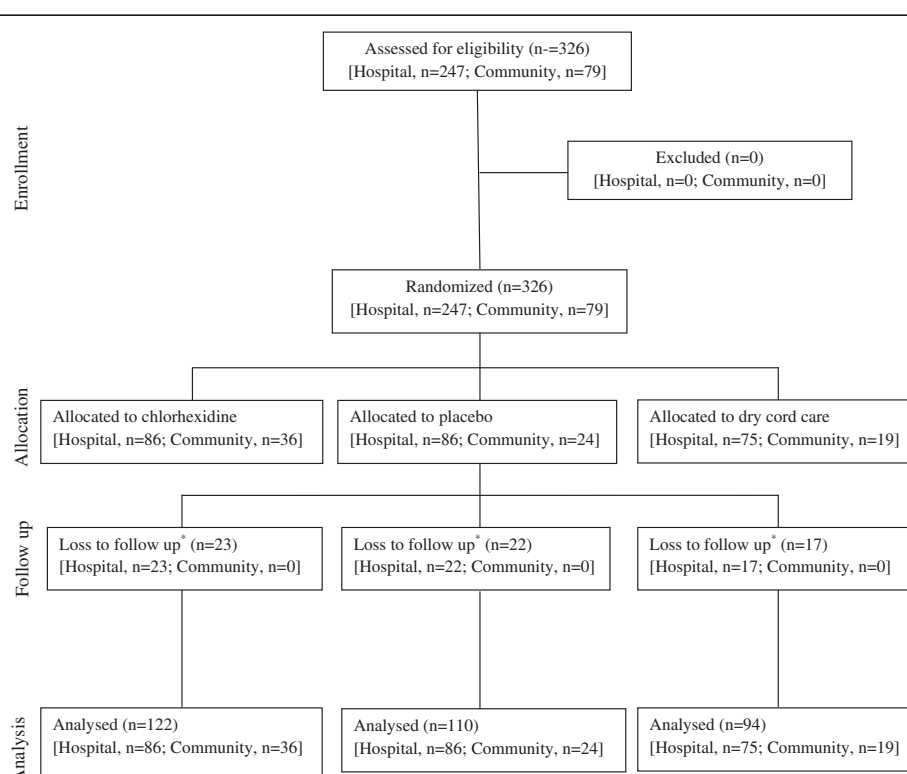 Assessed for eligibility (n-=326)
[Hospital, n=247; Community, n=79]
Enrollment
Excluded (n=0)
[Hospital, n=0; Community, n=0]
Randomized (n=326)
[Hospital, n=247; Community, n=79]
Allocation
Allocated to chlorhexidine
[Hospital, n=86; Community, n=36]
Allocated to placebo
[Hospital, n=86; Community, n=24]
Allocated to dry cord care
[Hospital, n=75; Community, n=19]
Follow up
Loss to follow up* (n=23)
[Hospital, n=23; Community, n=0]
Loss to follow up* (n=22)
[Hospital, n=22; Community, n=0]
Loss to follow up* (n=17)
[Hospital, n=17; Community, n=0]
Analysis
Analysed (n=122)
[Hospital, n=86; Community, n=36]
Analysed (n=110)
[Hospital, n=86; Community, n=24]
Analysed (n=94)
[Hospital, n=75; Community, n=19]